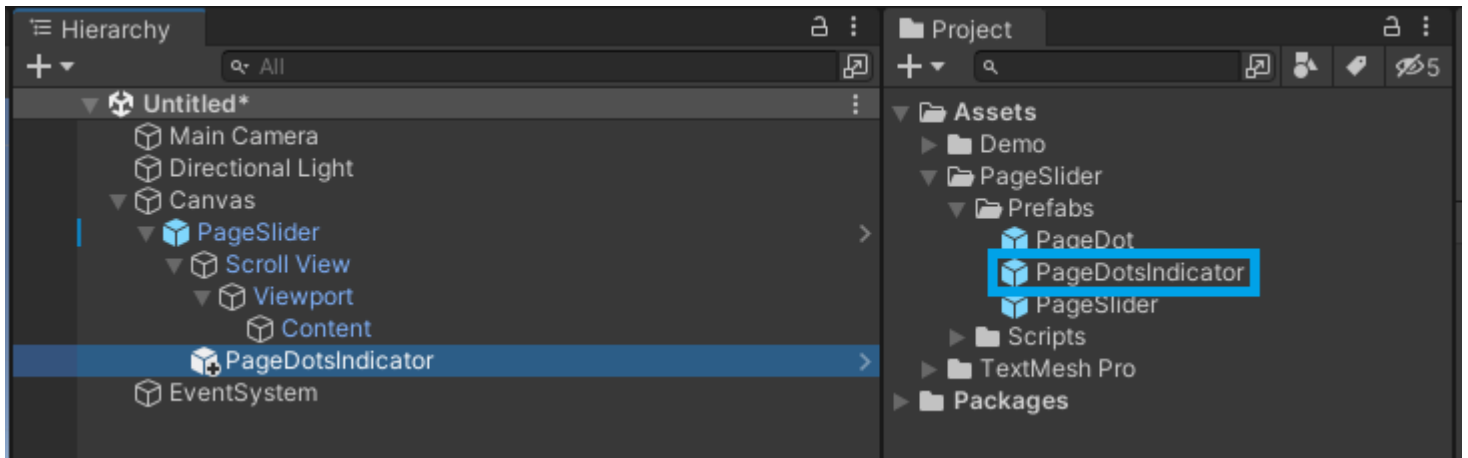 Hierarchy
All
Untitled*
Main Camera
Directional Light
Canvas
PageSlider
Scroll View
Viewport
Content
PageDotsIndicator
EventSystem
Project
5
Assets
Demo
PageSlider
Prefabs
PageDot
PageDotsIndicator
PageSlider
Scripts
TextMesh Pro
Packages